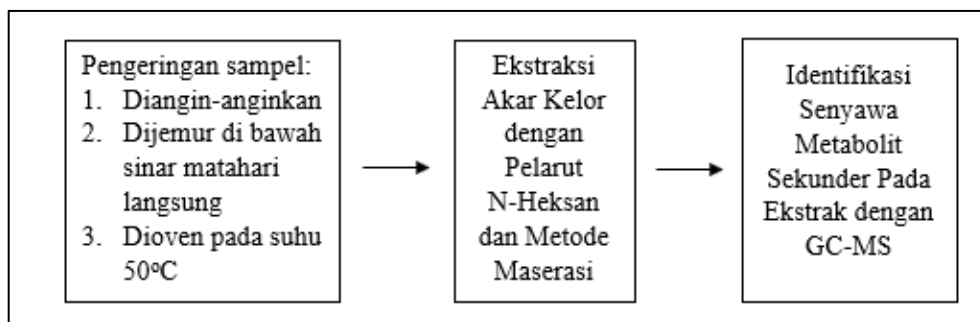 Pengeringan sampel:
1. Diangin-anginkan
2. Dijemur di bawah
sinar matahari
langsung
3. Dioven pada suhu
50ᵒC
Ekstraksi
Akar Kelor
dengan
Pelarut
N-Heksan
dan Metode
Maserasi
Identifikasi
Senyawa
Metabolit
Sekunder Pada
Ekstrak dengan
GC-MS